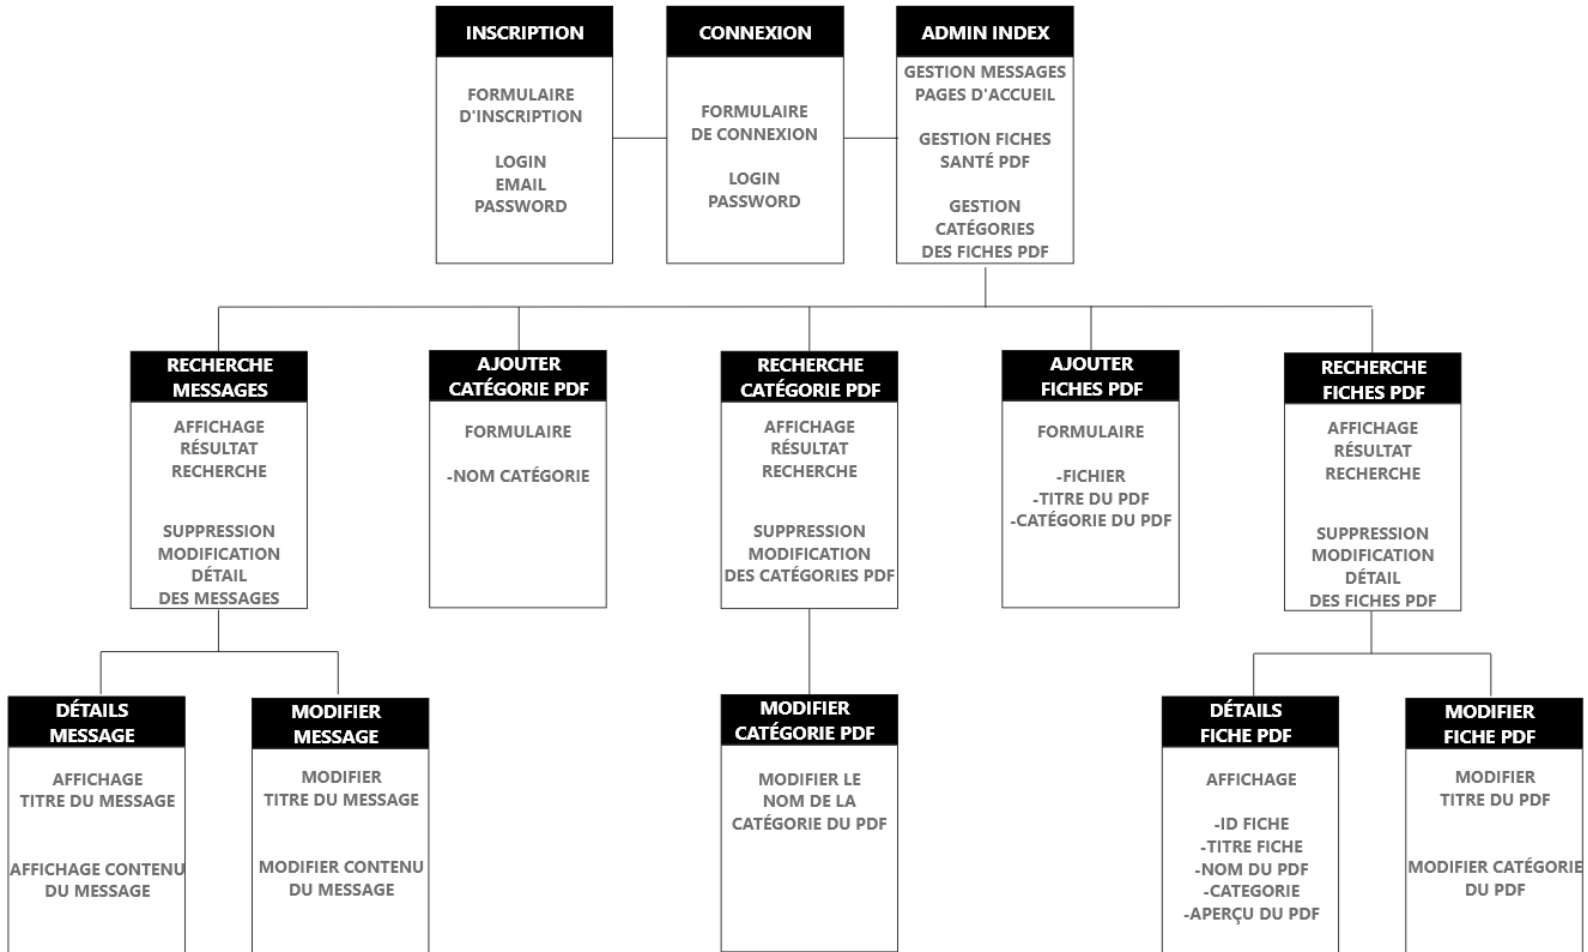 INSCRIPTION
FORMULAIRE
D'INSCRIPTION
LOGIN
EMAIL
PASSWORD
CONNEXION
FORMULAIRE
DE CONNEXION
LOGIN
PASSWORD
ADMIN INDEX
GESTION MESSAGES
PAGES D'ACCUEIL
GESTION FICHES
SANTÉ PDF
GESTION
CATÉGORIES
DES FICHES PDF
RECHERCHE
MESSAGES
AFFICHAGE
RÉSULTAT
RECHERCHE
SUPPRESSION
MODIFICATION
DÉTAIL
DES MESSAGES
AJOUTER
CATÉGORIE PDF
FORMULAIRE
-NOM CATÉGORIE
RECHERCHE
CATÉGORIE PDF
AFFICHAGE
RÉSULTAT
RECHERCHE
SUPPRESSION
MODIFICATION
DES CATÉGORIES PDF
AJOUTER
FICHES PDF
FORMULAIRE
-FICHIER
-TITRE DU PDF
-CATÉGORIE DU PDF
RECHERCHE
FICHES PDF
AFFICHAGE
RÉSULTAT
RECHERCHE
SUPPRESSION
MODIFICATION
DÉTAIL
DES FICHES PDF
DÉTAILS
MESSAGE
AFFICHAGE
TITRE DU MESSAGE
AFFICHAGE CONTENU
DU MESSAGE
MODIFIER
MESSAGE
MODIFIER
TITRE DU MESSAGE
MODIFIER CONTENU
DU MESSAGE
MODIFIER
CATÉGORIE PDF
MODIFIER LE
NOM DE LA
CATÉGORIE DU PDF
DÉTAILS
FICHE PDF
AFFICHAGE
-ID FICHE
-TITRE FICHE
-NOM DU PDF
-CATEGORIE
-APERÇU DU PDF
MODIFIER
FICHE PDF
MODIFIER
TITRE DU PDF
MODIFIER CATÉGORIE
DU PDF